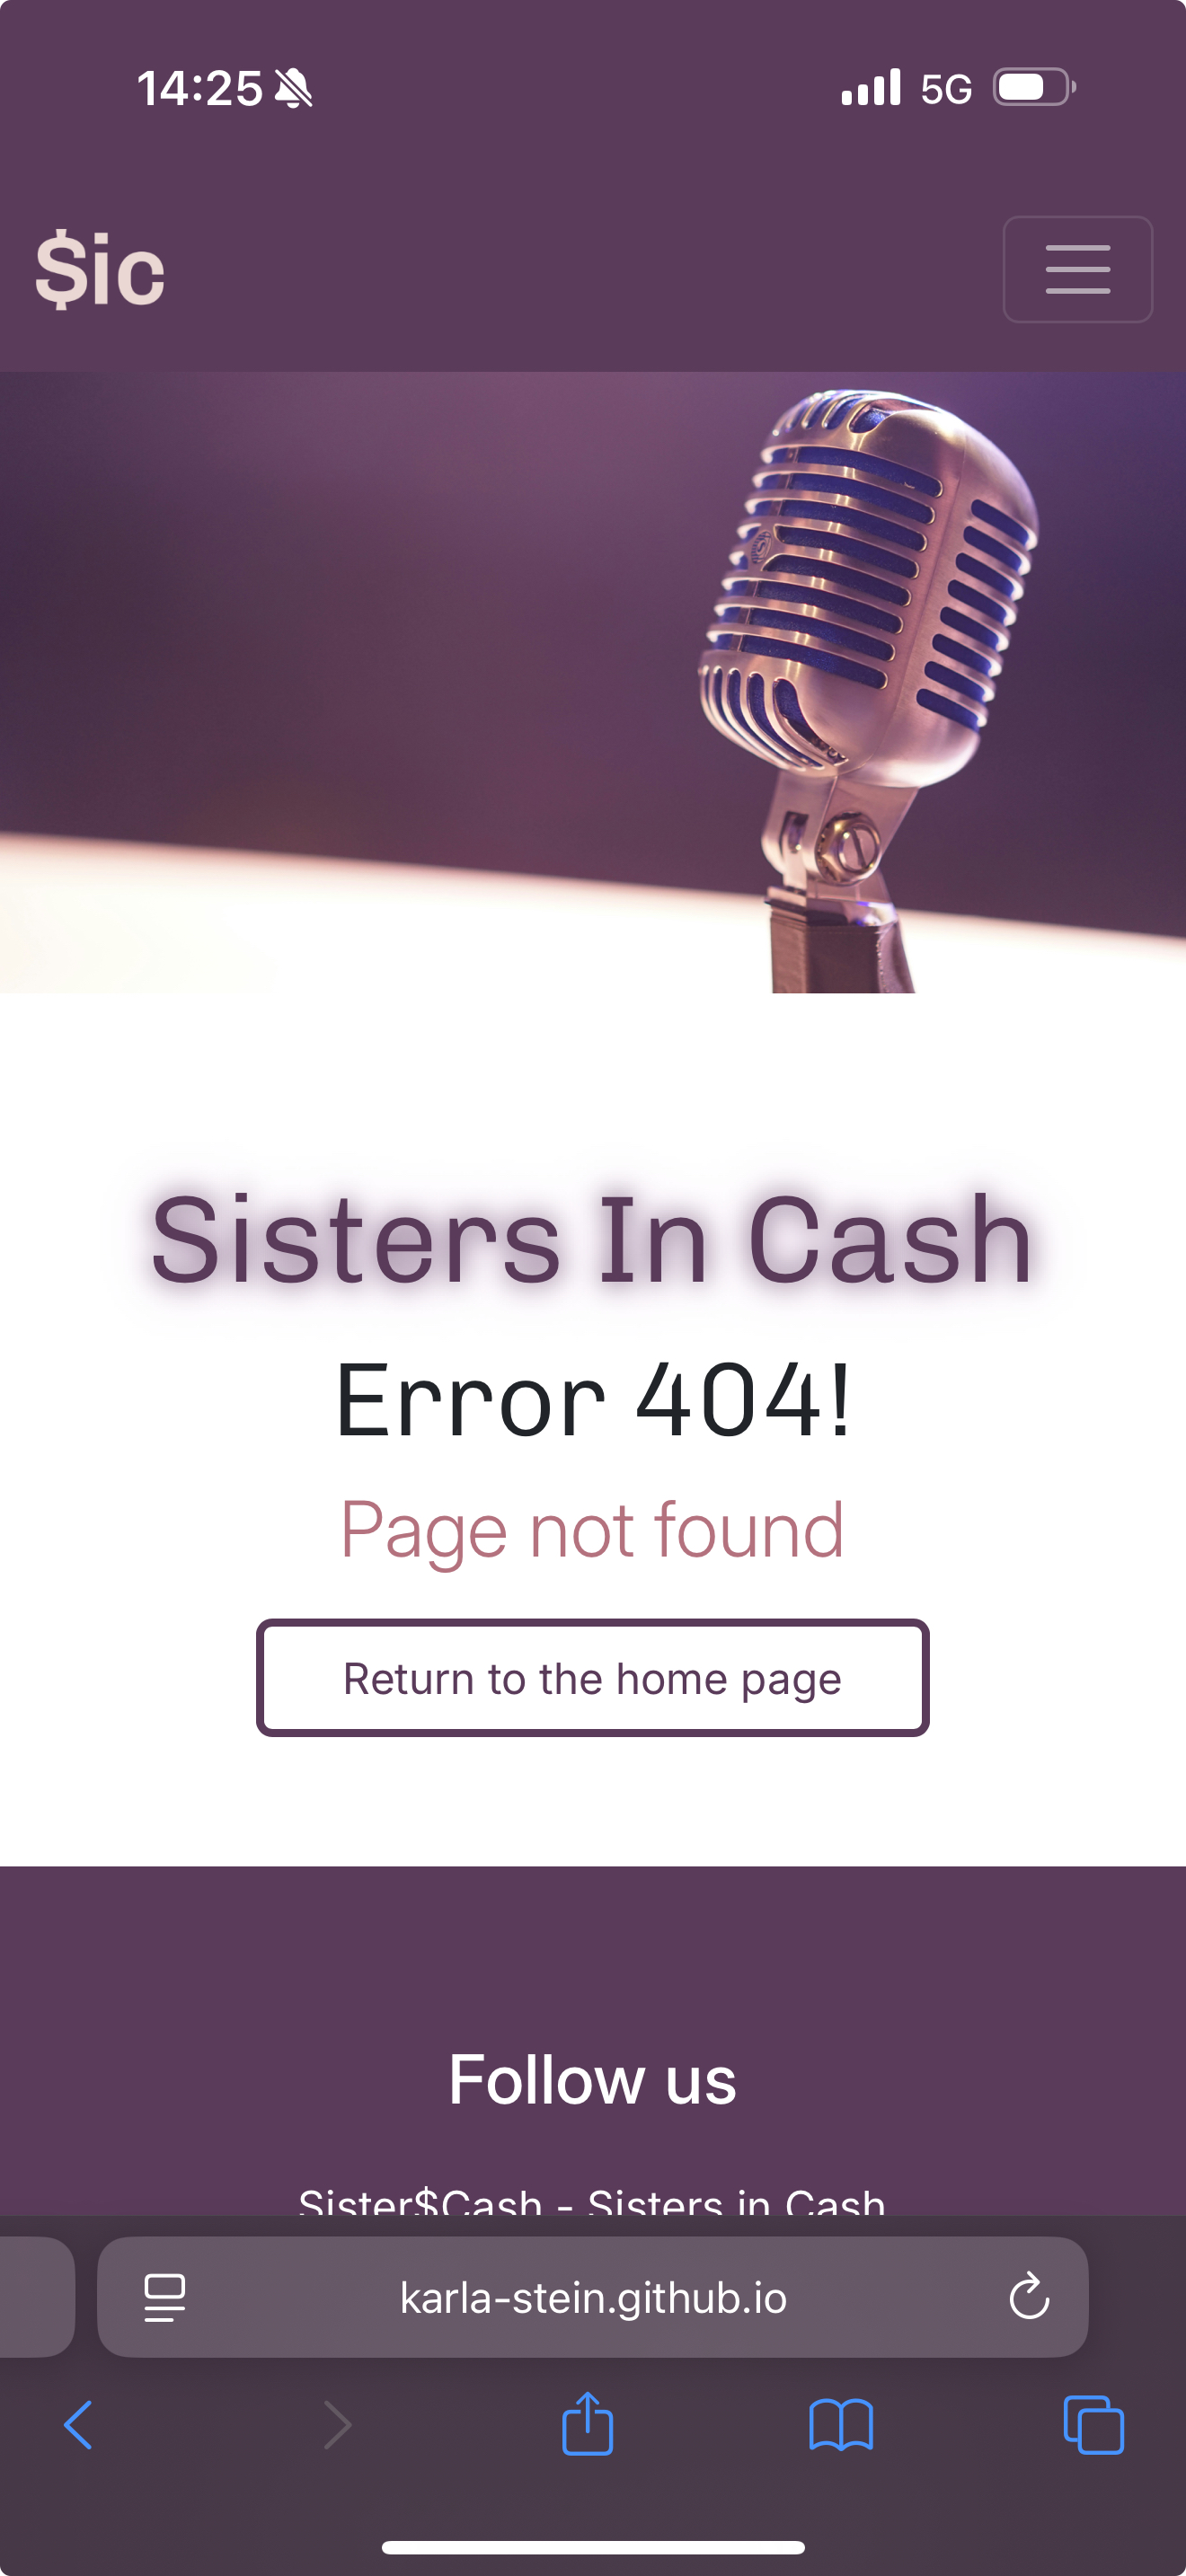 14:25
5G
$ic
Sisters In Cash
Error 404!
Page not found
Return to the home page
Follow us
Sister$Cash - Sisters in Cash
karla-stein.github.io